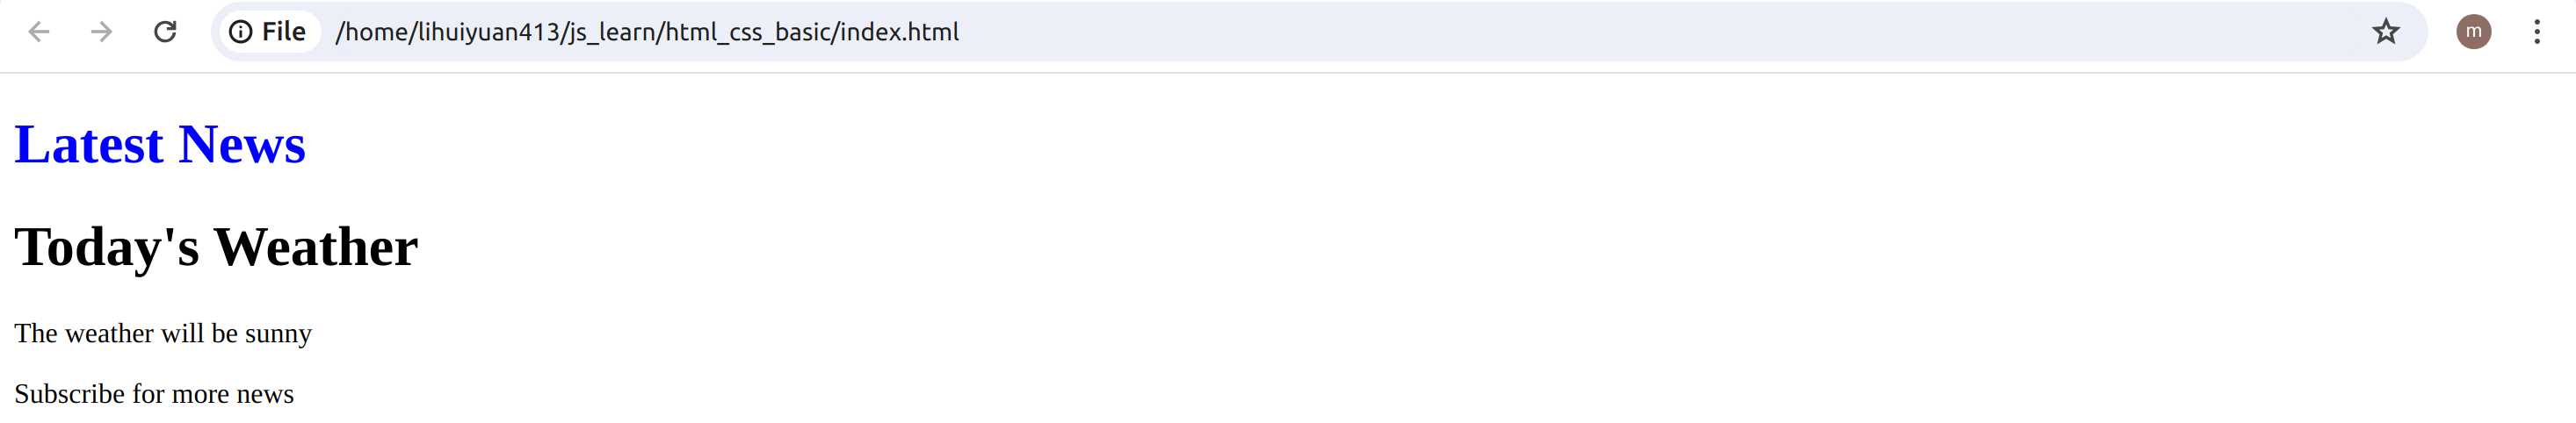 File /home/lihuiyuan413/js_learn/html_css_basic/index.html m
Latest News
Today's Weather
The weather will be sunny
Subscribe for more news